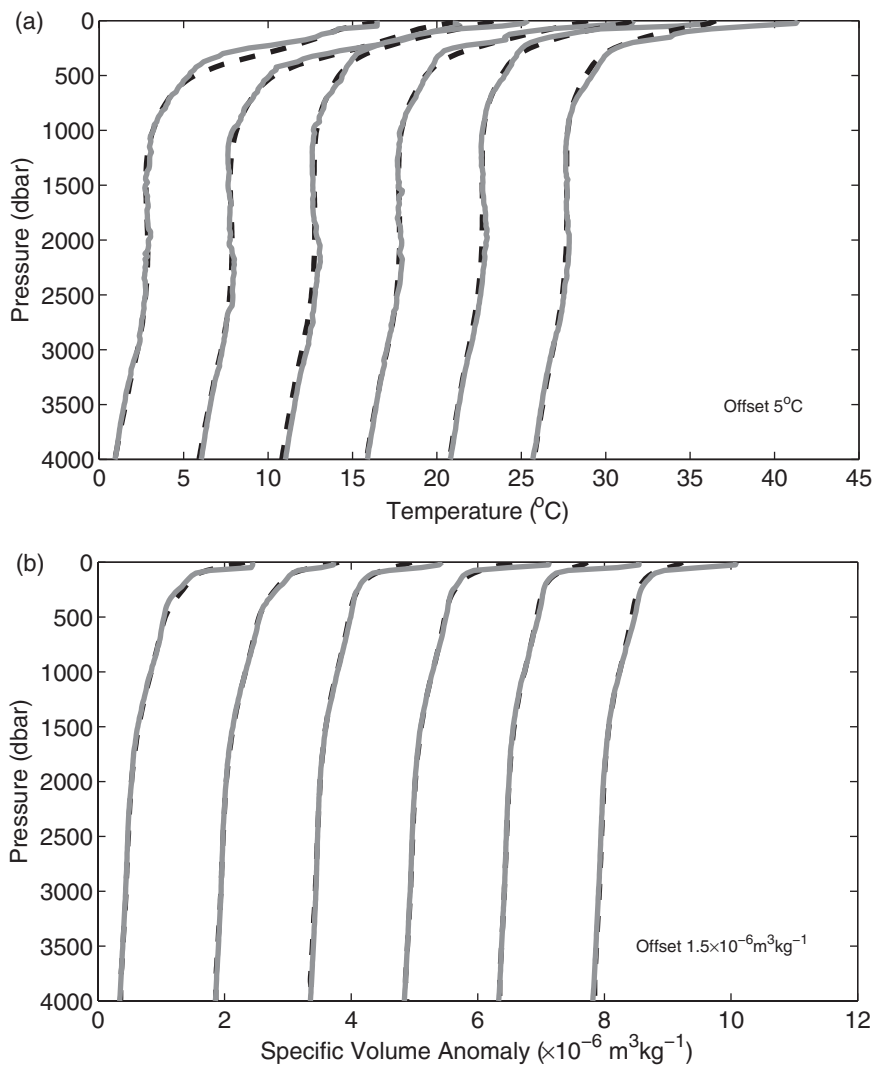 (a)
0
500
1000
1500
2000
2500
3000
3500
4000
Pressure (dbar)
0 5 10 15 20 25 30 35 40 45
Temperature (°C)
Offset 5°C
(b)
0
500
1000
1500
2000
2500
3000
3500
4000
Pressure (dbar)
0 2 4 6 8 10 12
Specific Volume Anomaly (×10⁻⁶ m³kg⁻¹)
Offset 1.5×10⁻⁶m³kg⁻¹